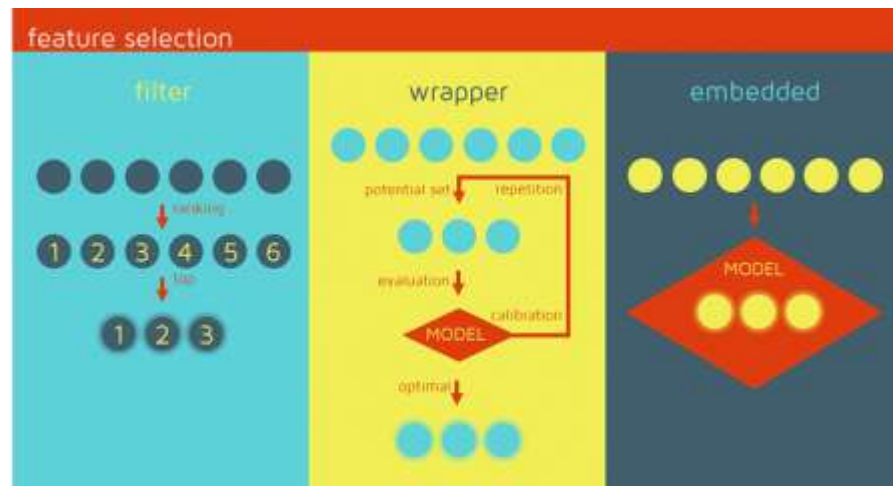 feature selection
filter
ranking
1 2 3 4 5 6
top
1 2 3
wrapper
potential set
repetition
evaluation
calibration
MODEL
optimal
embedded
MODEL